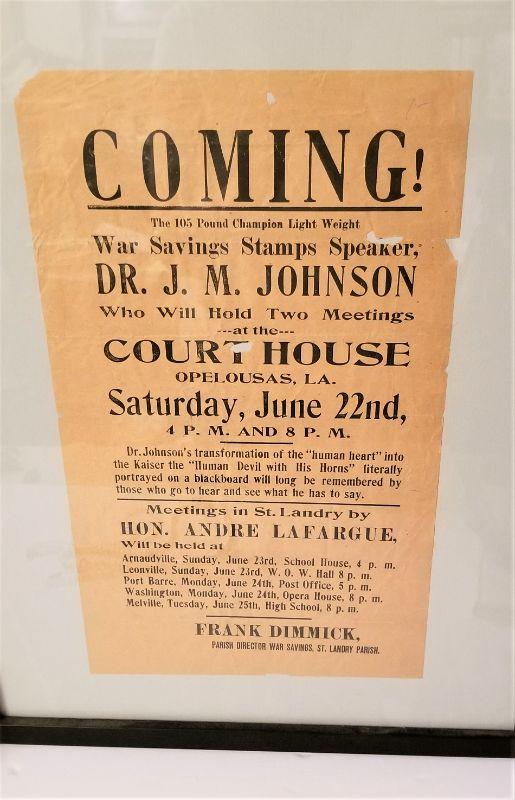 COMING!
The 105 Pound Champion Light Weight
War Savings Stamps Speaker,
DR. J. M. JOHNSON
Who Will Hold Two Meetings
---at the---
COURT HOUSE
OPELOUSAS, LA.
Saturday, June 22nd,
4 P. M. AND 8 P. M.
Dr. Johnson's transformation of the "human heart" into
the Kaiser the "Human Devil with His Horns" literally
portrayed on a blackboard will long be remembered by
those who go to hear and see what he has to say.
Meetings in St. Landry by
HON. ANDRE LAFARGUE,
Will be held at
Arnaudville, Sunday, June 23rd, School House, 4 p. m.
Leonville, Sunday, June 23rd, W. O. W. Hall 8 p. m.
Port Barre, Monday, June 24th, Post Office, 5 p. m.
Washington, Monday, June 24th, Opera House, 8 p. m.
Melville, Tuesday, June 25th, High School, 8 p. m.
FRANK DIMMICK,
PARISH DIRECTOR WAR SAVINGS, ST. LANDRY PARISH.